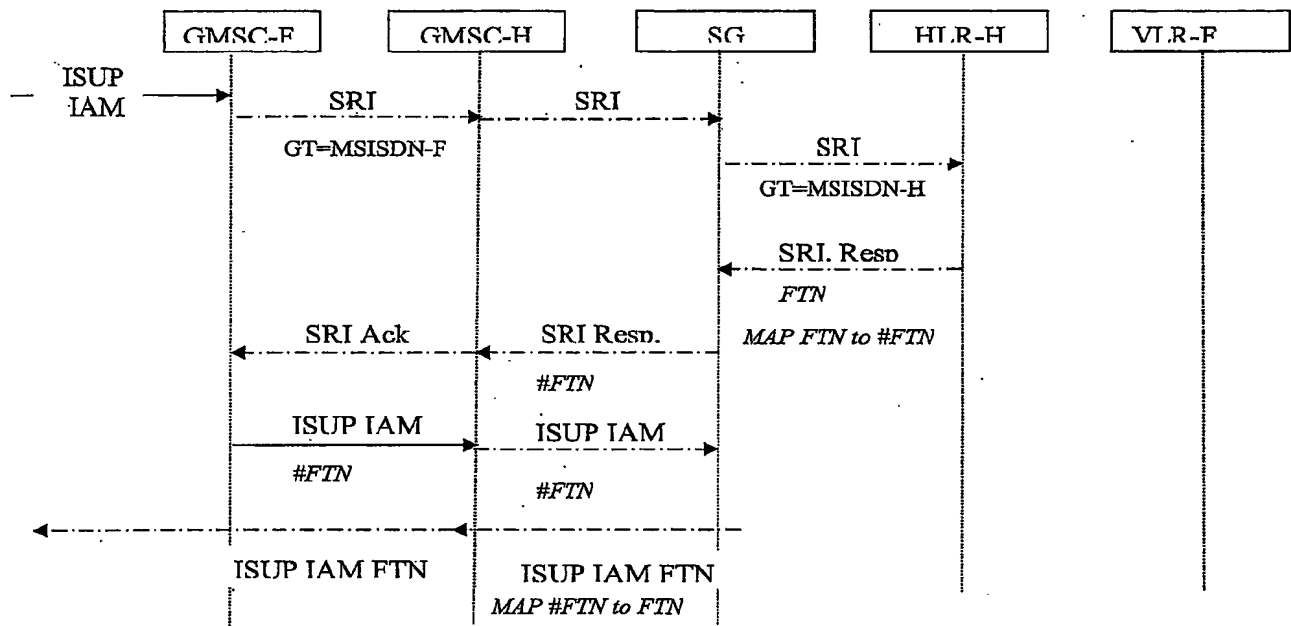 GMSC-F GMSC-H SG HLR-H VLR-F
ISUP
IAM
SRI SRI
GT=MSISDN-F
SRI
GT=MSISDN-H
SRI. Resp
FTN
SRI Ack SRI Resp. MAP FTN to #FTN
#FTN
ISUP IAM ISUP IAM
#FTN
#FTN
ISUP IAM FTN ISUP IAM FTN
MAP #FTN to FTN